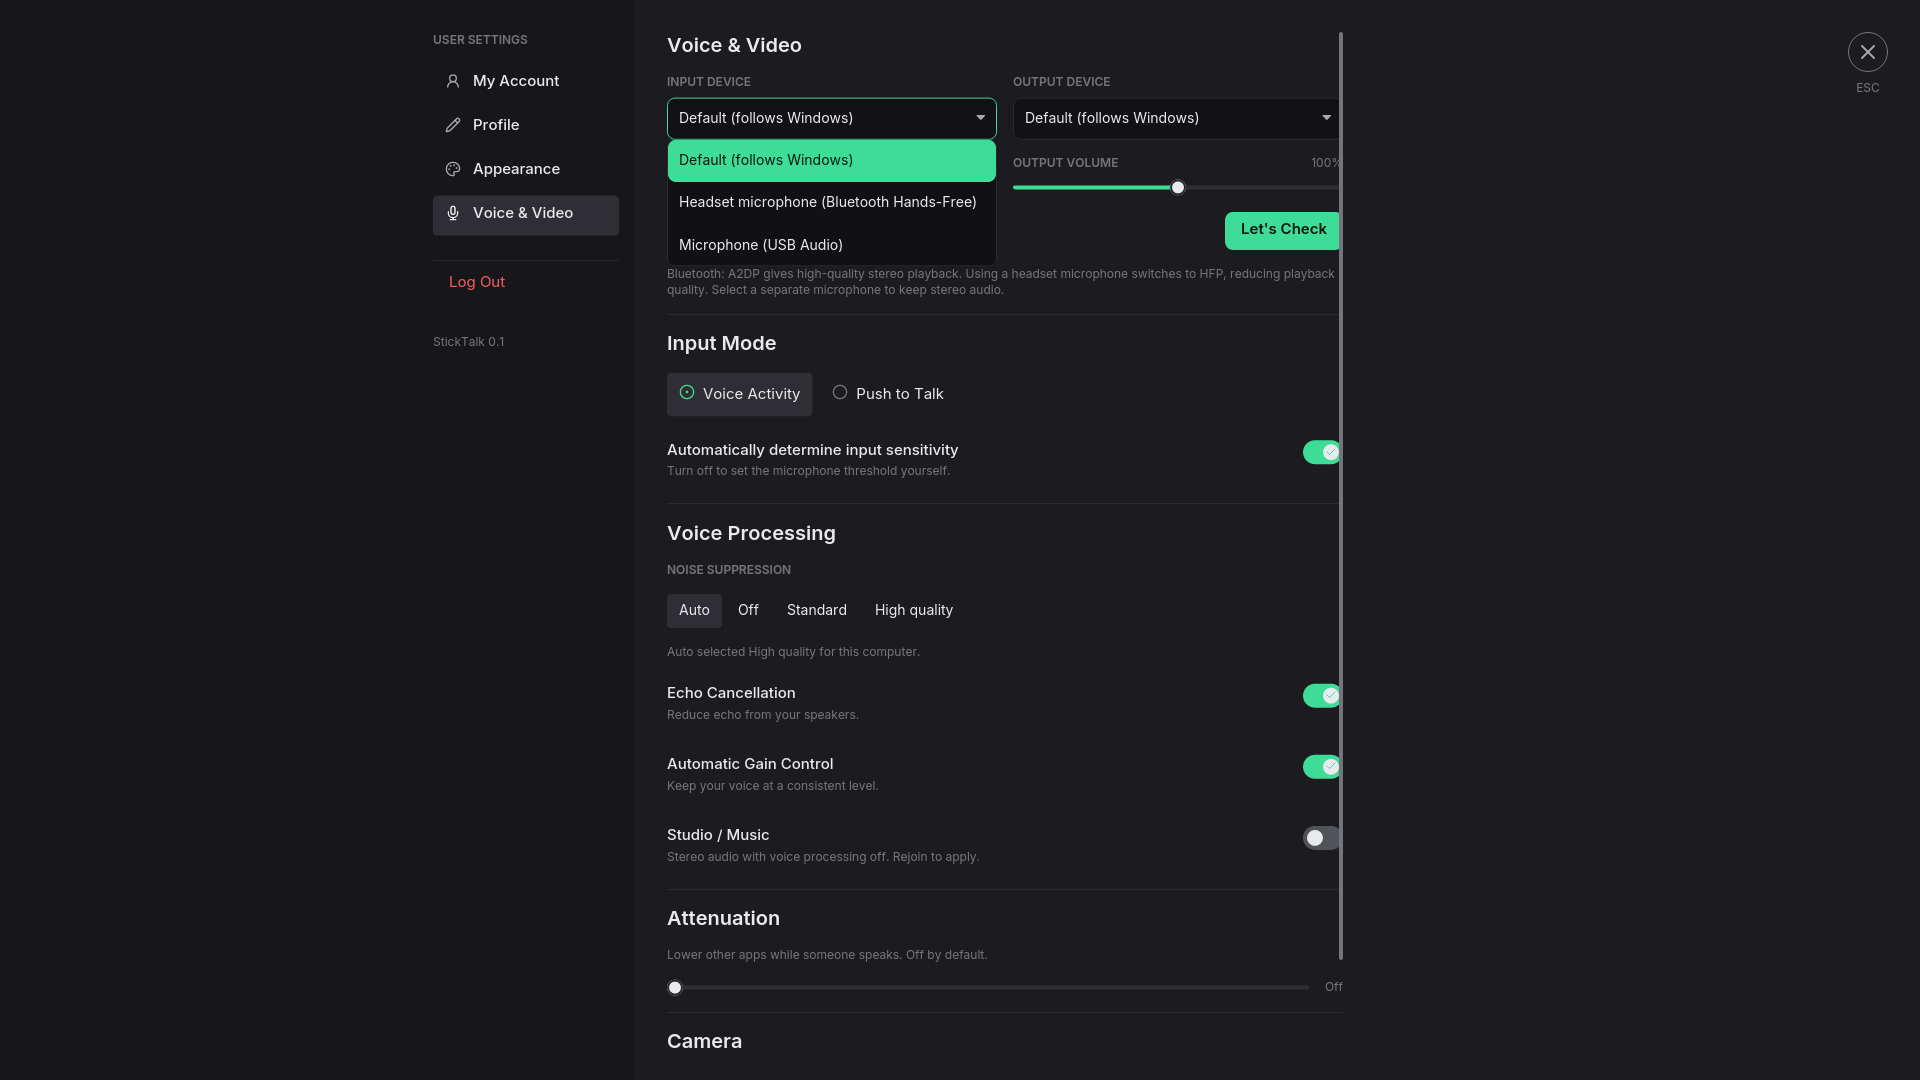 USER SETTINGS
My Account
Profile
Appearance
Voice & Video
Log Out
StickTalk 0.1
Voice & Video
INPUT DEVICE
Default (follows Windows)
Default (follows Windows)
Headset microphone (Bluetooth Hands-Free)
Microphone (USB Audio)
OUTPUT DEVICE
Default (follows Windows)
OUTPUT VOLUME
100%
Let's Check
Bluetooth: A2DP gives high-quality stereo playback. Using a headset microphone switches to HFP, reducing playback
quality. Select a separate microphone to keep stereo audio.
Input Mode
Voice Activity
Push to Talk
Automatically determine input sensitivity
Turn off to set the microphone threshold yourself.
Voice Processing
NOISE SUPPRESSION
Auto
Off
Standard
High quality
Auto selected High quality for this computer.
Echo Cancellation
Reduce echo from your speakers.
Automatic Gain Control
Keep your voice at a consistent level.
Studio / Music
Stereo audio with voice processing off. Rejoin to apply.
Attenuation
Lower other apps while someone speaks. Off by default.
Off
Camera
ESC